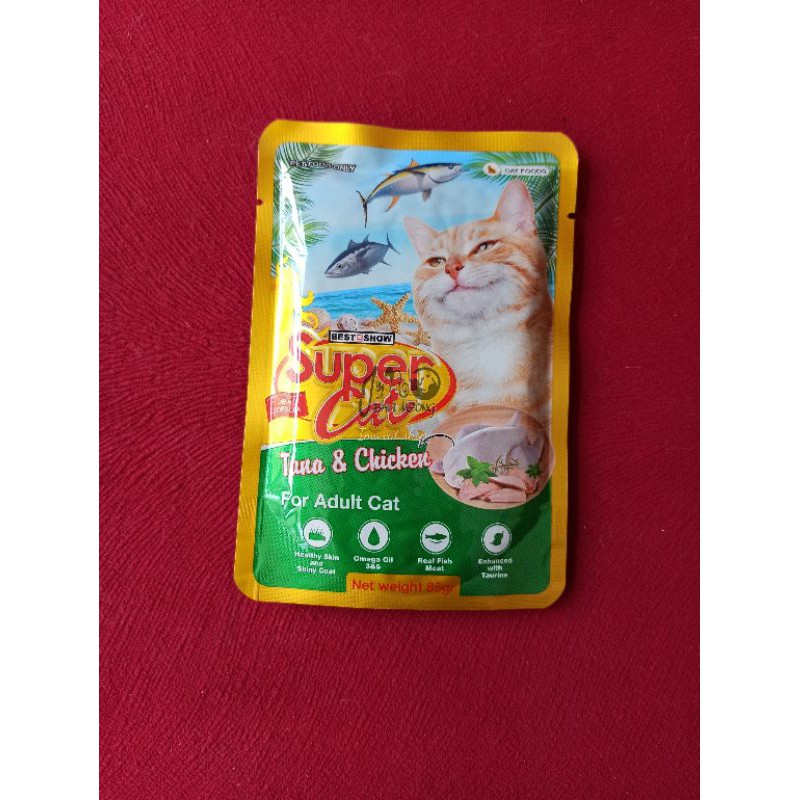 PET FOOD ONLY
CAT FOODS
BEST SHOW
Super
Cat
Tuna & Chicken
For Adult Cat
Healthy Skin
and
Shiny Coat
Omega Oil
3&6
Real Fish
Meat
Enhanced
with
Taurine
Net weight 85gr